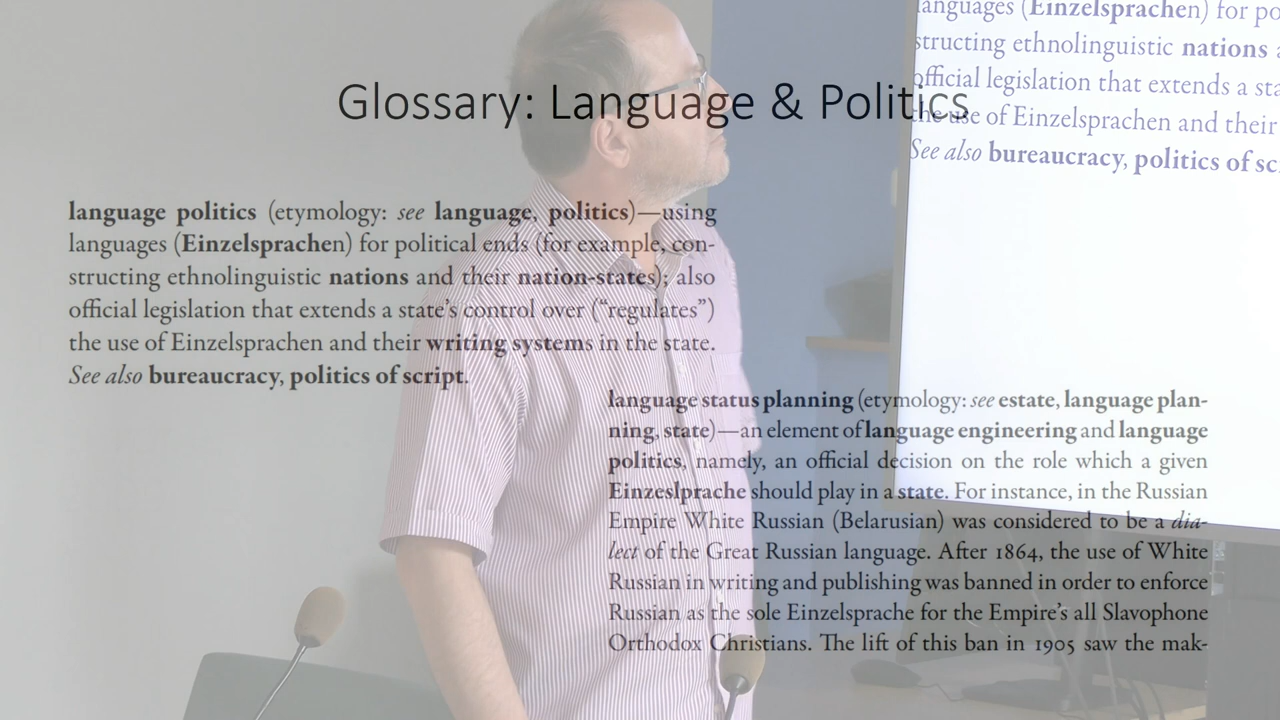 Glossary: Language & Politics
language politics (etymology: see language, politics)—using
languages (Einzelsprachen) for political ends (for example, con-
structing ethnolinguistic nations and their nation-states); also
official legislation that extends a state’s control over (“regulates”)
the use of Einzelsprachen and their writing systems in the state.
See also bureaucracy, politics of script.
language status planning (etymology: see estate, language plan-
ning, state)—an element of language engineering and language
politics, namely, an official decision on the role which a given
Einzeslprache should play in a state. For instance, in the Russian
Empire White Russian (Belarusian) was considered to be a dia-
lect of the Great Russian language. After 1864, the use of White
Russian in writing and publishing was banned in order to enforce
Russian as the sole Einzelsprache for the Empire’s all Slavophone
Orthodox Christians. The lift of this ban in 1905 saw the mak-
languages (Einzelsprachen) for po
structing ethnolinguistic nations a
official legislation that extends a sta
the use of Einzelsprachen and their
See also bureaucracy, politics of sc